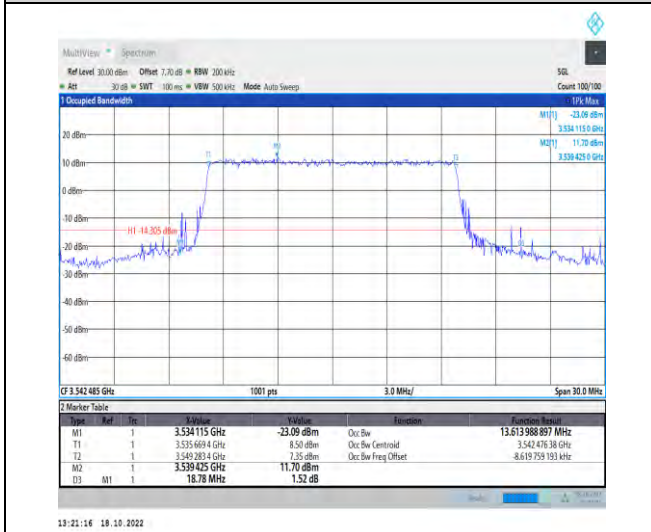 MultiView Spectrum
Ref Level 30.00 dBm Offset 7.70 dB RBW 200 kHz SGL
Att 30 dB SWT 100 ms VBW 500 kHz Mode Auto Sweep Count 100/100
1 Occupied Bandwidth 1Pk Max
M1[1] -23.09 dBm
3.534 115 0 GHz
M2[1] 11.70 dBm
3.539 425 0 GHz
20 dBm
T1 M2 T2
10 dBm
0 dBm
-10 dBm
H1 -14.305 dBm
-20 dBm
-30 dBm
-40 dBm
-50 dBm
-60 dBm
CF 3.542 485 GHz 1001 pts 3.0 MHz/ Span 30.0 MHz
2 Marker Table
Type Ref Trc X-Value Y-Value Function Function Result
M1 1 3.534 115 GHz -23.09 dBm Occ Bw 13.613 988 897 MHz
T1 1 3.535 669 4 GHz 8.50 dBm Occ Bw Centroid 3.542 476 38 GHz
T2 1 3.549 283 4 GHz 7.35 dBm Occ Bw Freq Offset -8.619 759 193 kHz
M2 1 3.539 425 GHz 11.70 dBm
D3 M1 1 18.78 MHz 1.52 dB
13:21:16 18.10.2022